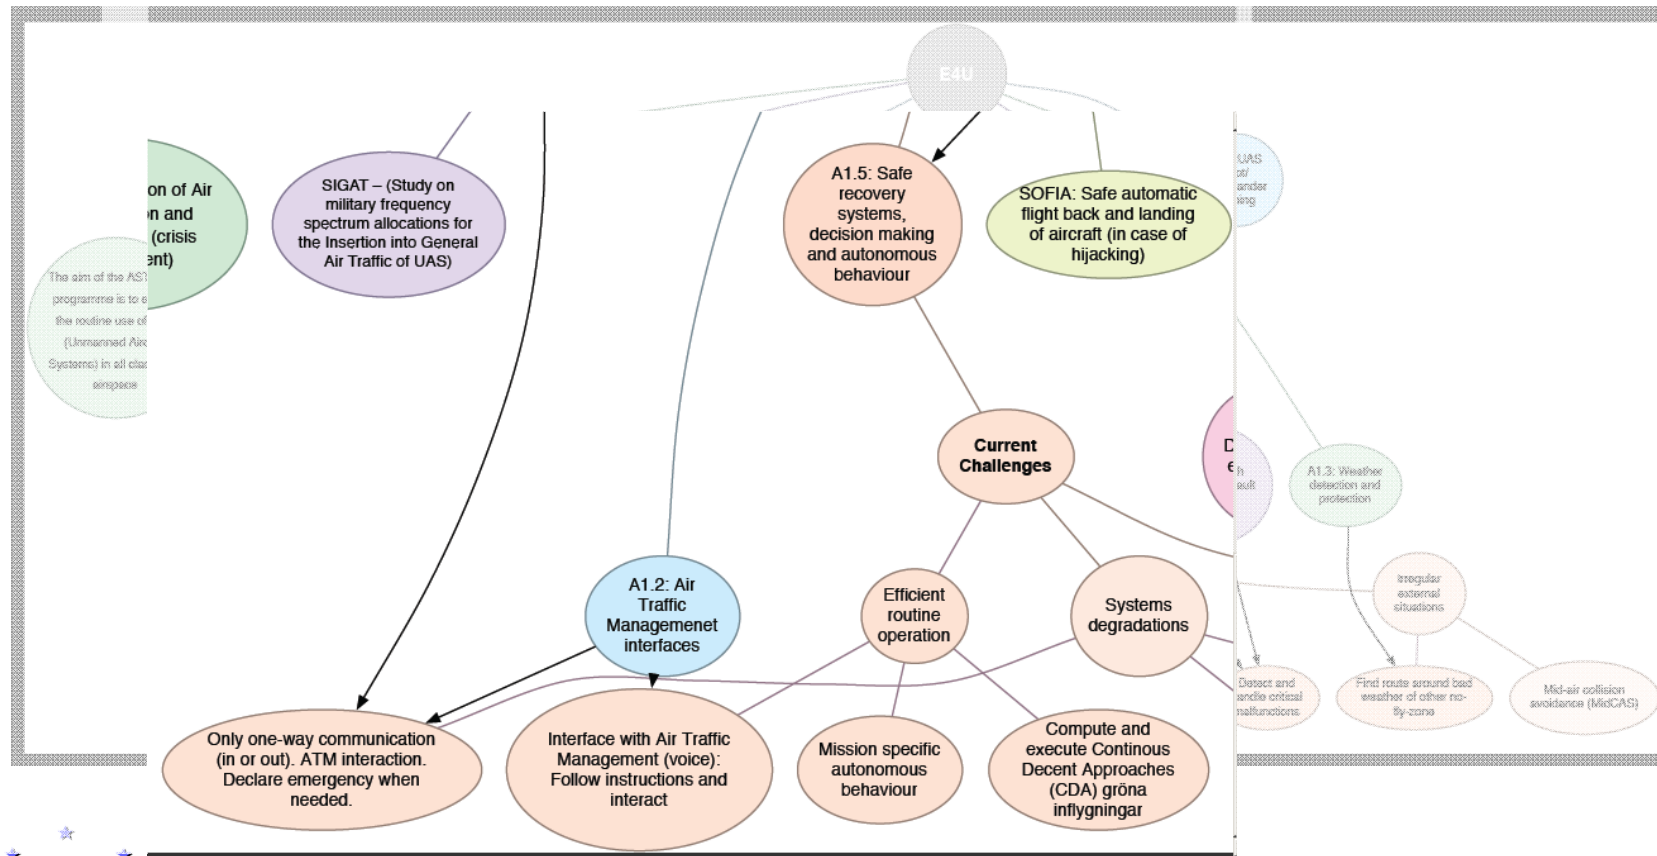 E4U
on of Air
n and
(crisis
ent)
The aim of the AST
programme is to e
the routine use of
(Unmanned Airc
Systems) in all clas
airspace
SIGAT – (Study on
military frequency
spectrum allocations for
the Insertion into General
Air Traffic of UAS)
A1.5: Safe
recovery
systems,
decision making
and autonomous
behaviour
SOFIA: Safe automatic
flight back and landing
of aircraft (in case of
hijacking)
UAS
ot/
ander
ing
Current
Challenges
D
e
h
ault
A1.3: Weather
detection and
protection
A1.2: Air
Traffic
Managemenet
interfaces
Efficient
routine
operation
Systems
degradations
Irregular
external
situations
Only one-way communication
(in or out). ATM interaction.
Declare emergency when
needed.
Interface with Air Traffic
Management (voice):
Follow instructions and
interact
Mission specific
autonomous
behaviour
Compute and
execute Continous
Decent Approaches
(CDA) gröna
inflygningar
Detect and
andle critical
malfunctions
Find route around bad
weather of other no-
fly-zone
Mid-air collision
avoidance (MidCAS)